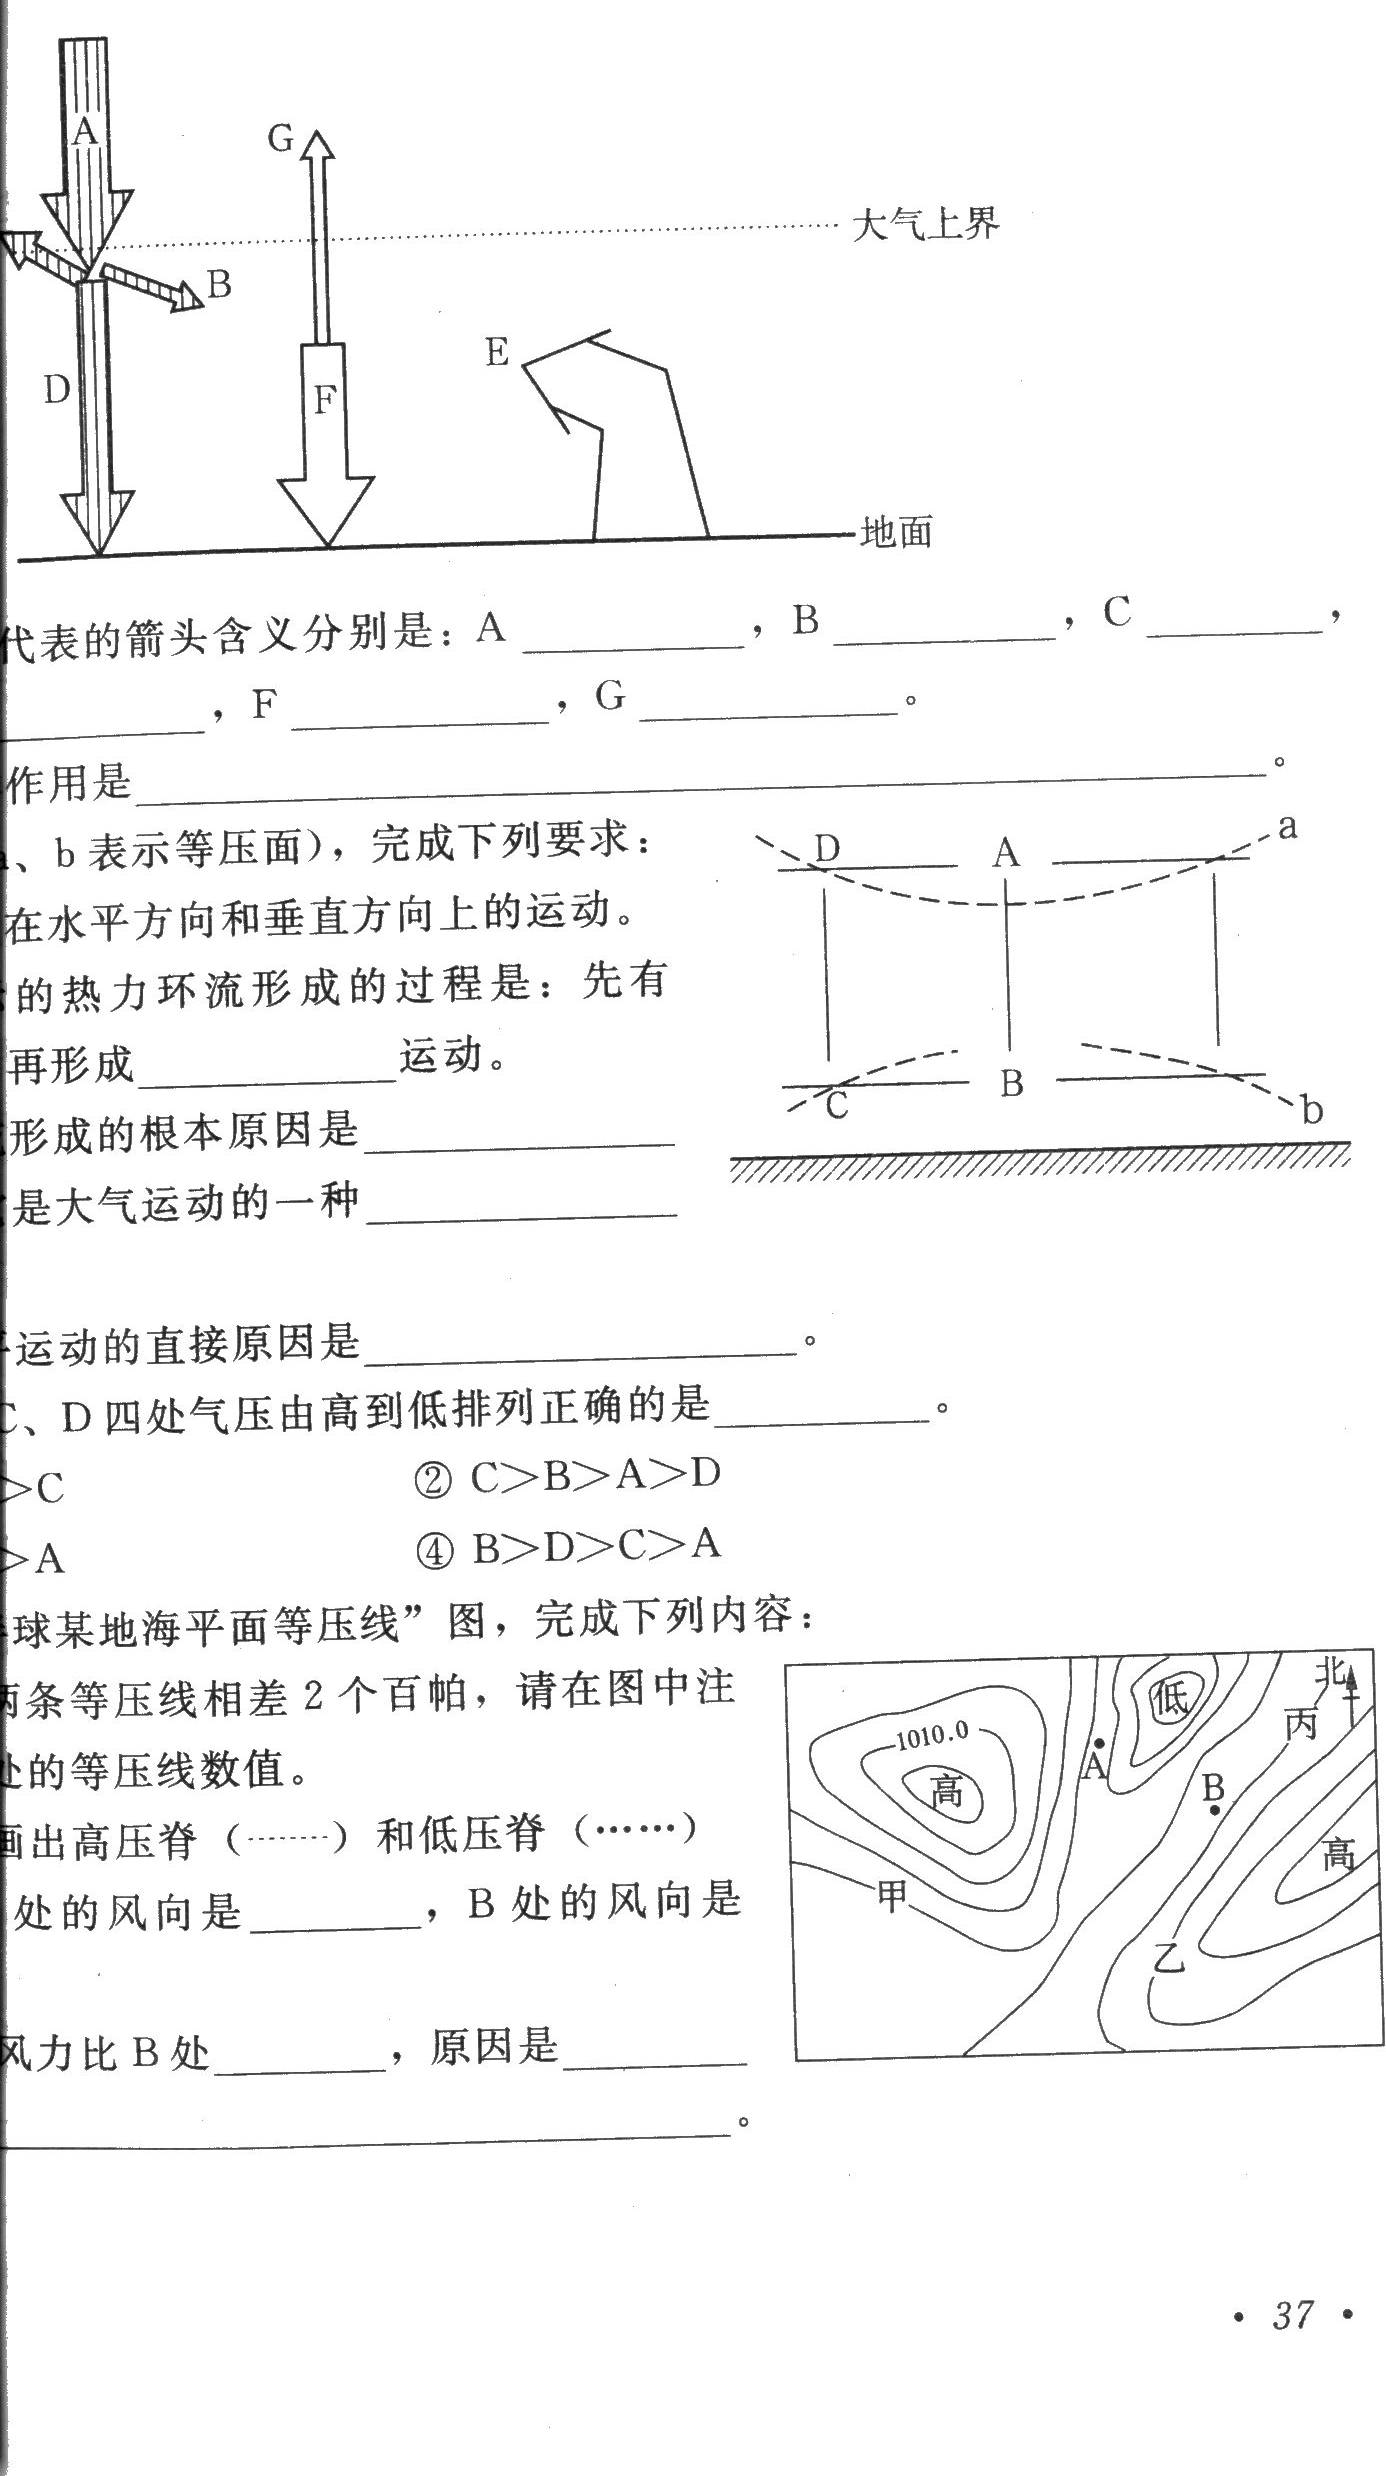 A
G
大气上界
B
E
D
F
地面
代表的箭头含义分别是：A ，B ，C ，
，F ，G 。
作用是 。
、b 表示等压面），完成下列要求：
在水平方向和垂直方向上的运动。
的热力环流形成的过程是：先有
再形成 运动。
形成的根本原因是
是大气运动的一种
D A a
C B b
运动的直接原因是 。
C、D 四处气压由高到低排列正确的是 。
>C ② C>B>A>D
>A ④ B>D>C>A
球某地海平面等压线”图，完成下列内容：
两条等压线相差 2 个百帕，请在图中注
处的等压线数值。
画出高压脊（……）和低压脊（……）
处的风向是 ，B 处的风向是
风力比 B 处 ，原因是
。
北
低
丙
1010.0
A
高
B
高
甲
乙
· 37 ·